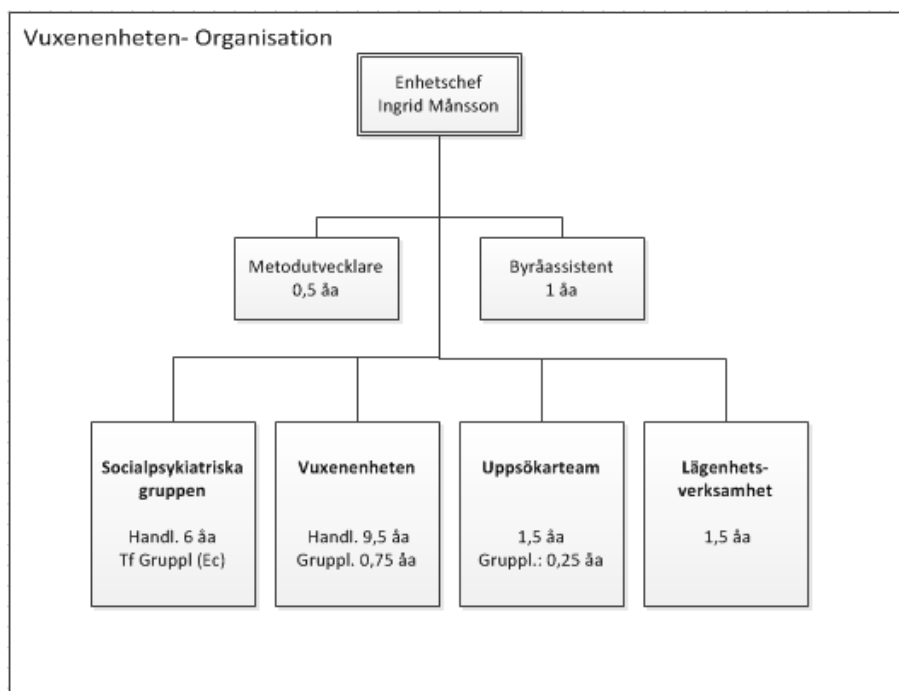 Vuxenenheten- Organisation
Enhetschef
Ingrid Månsson
Metodutvecklare
0,5 åa
Byråassistent
1 åa
Socialpsykiatriska
gruppen
Handl. 6 åa
Tf Gruppl (Ec)
Vuxenenheten
Handl. 9,5 åa
Gruppl. 0,75 åa
Uppsökarteam
1,5 åa
Gruppl.: 0,25 åa
Lägenhets-
verksamhet
1,5 åa